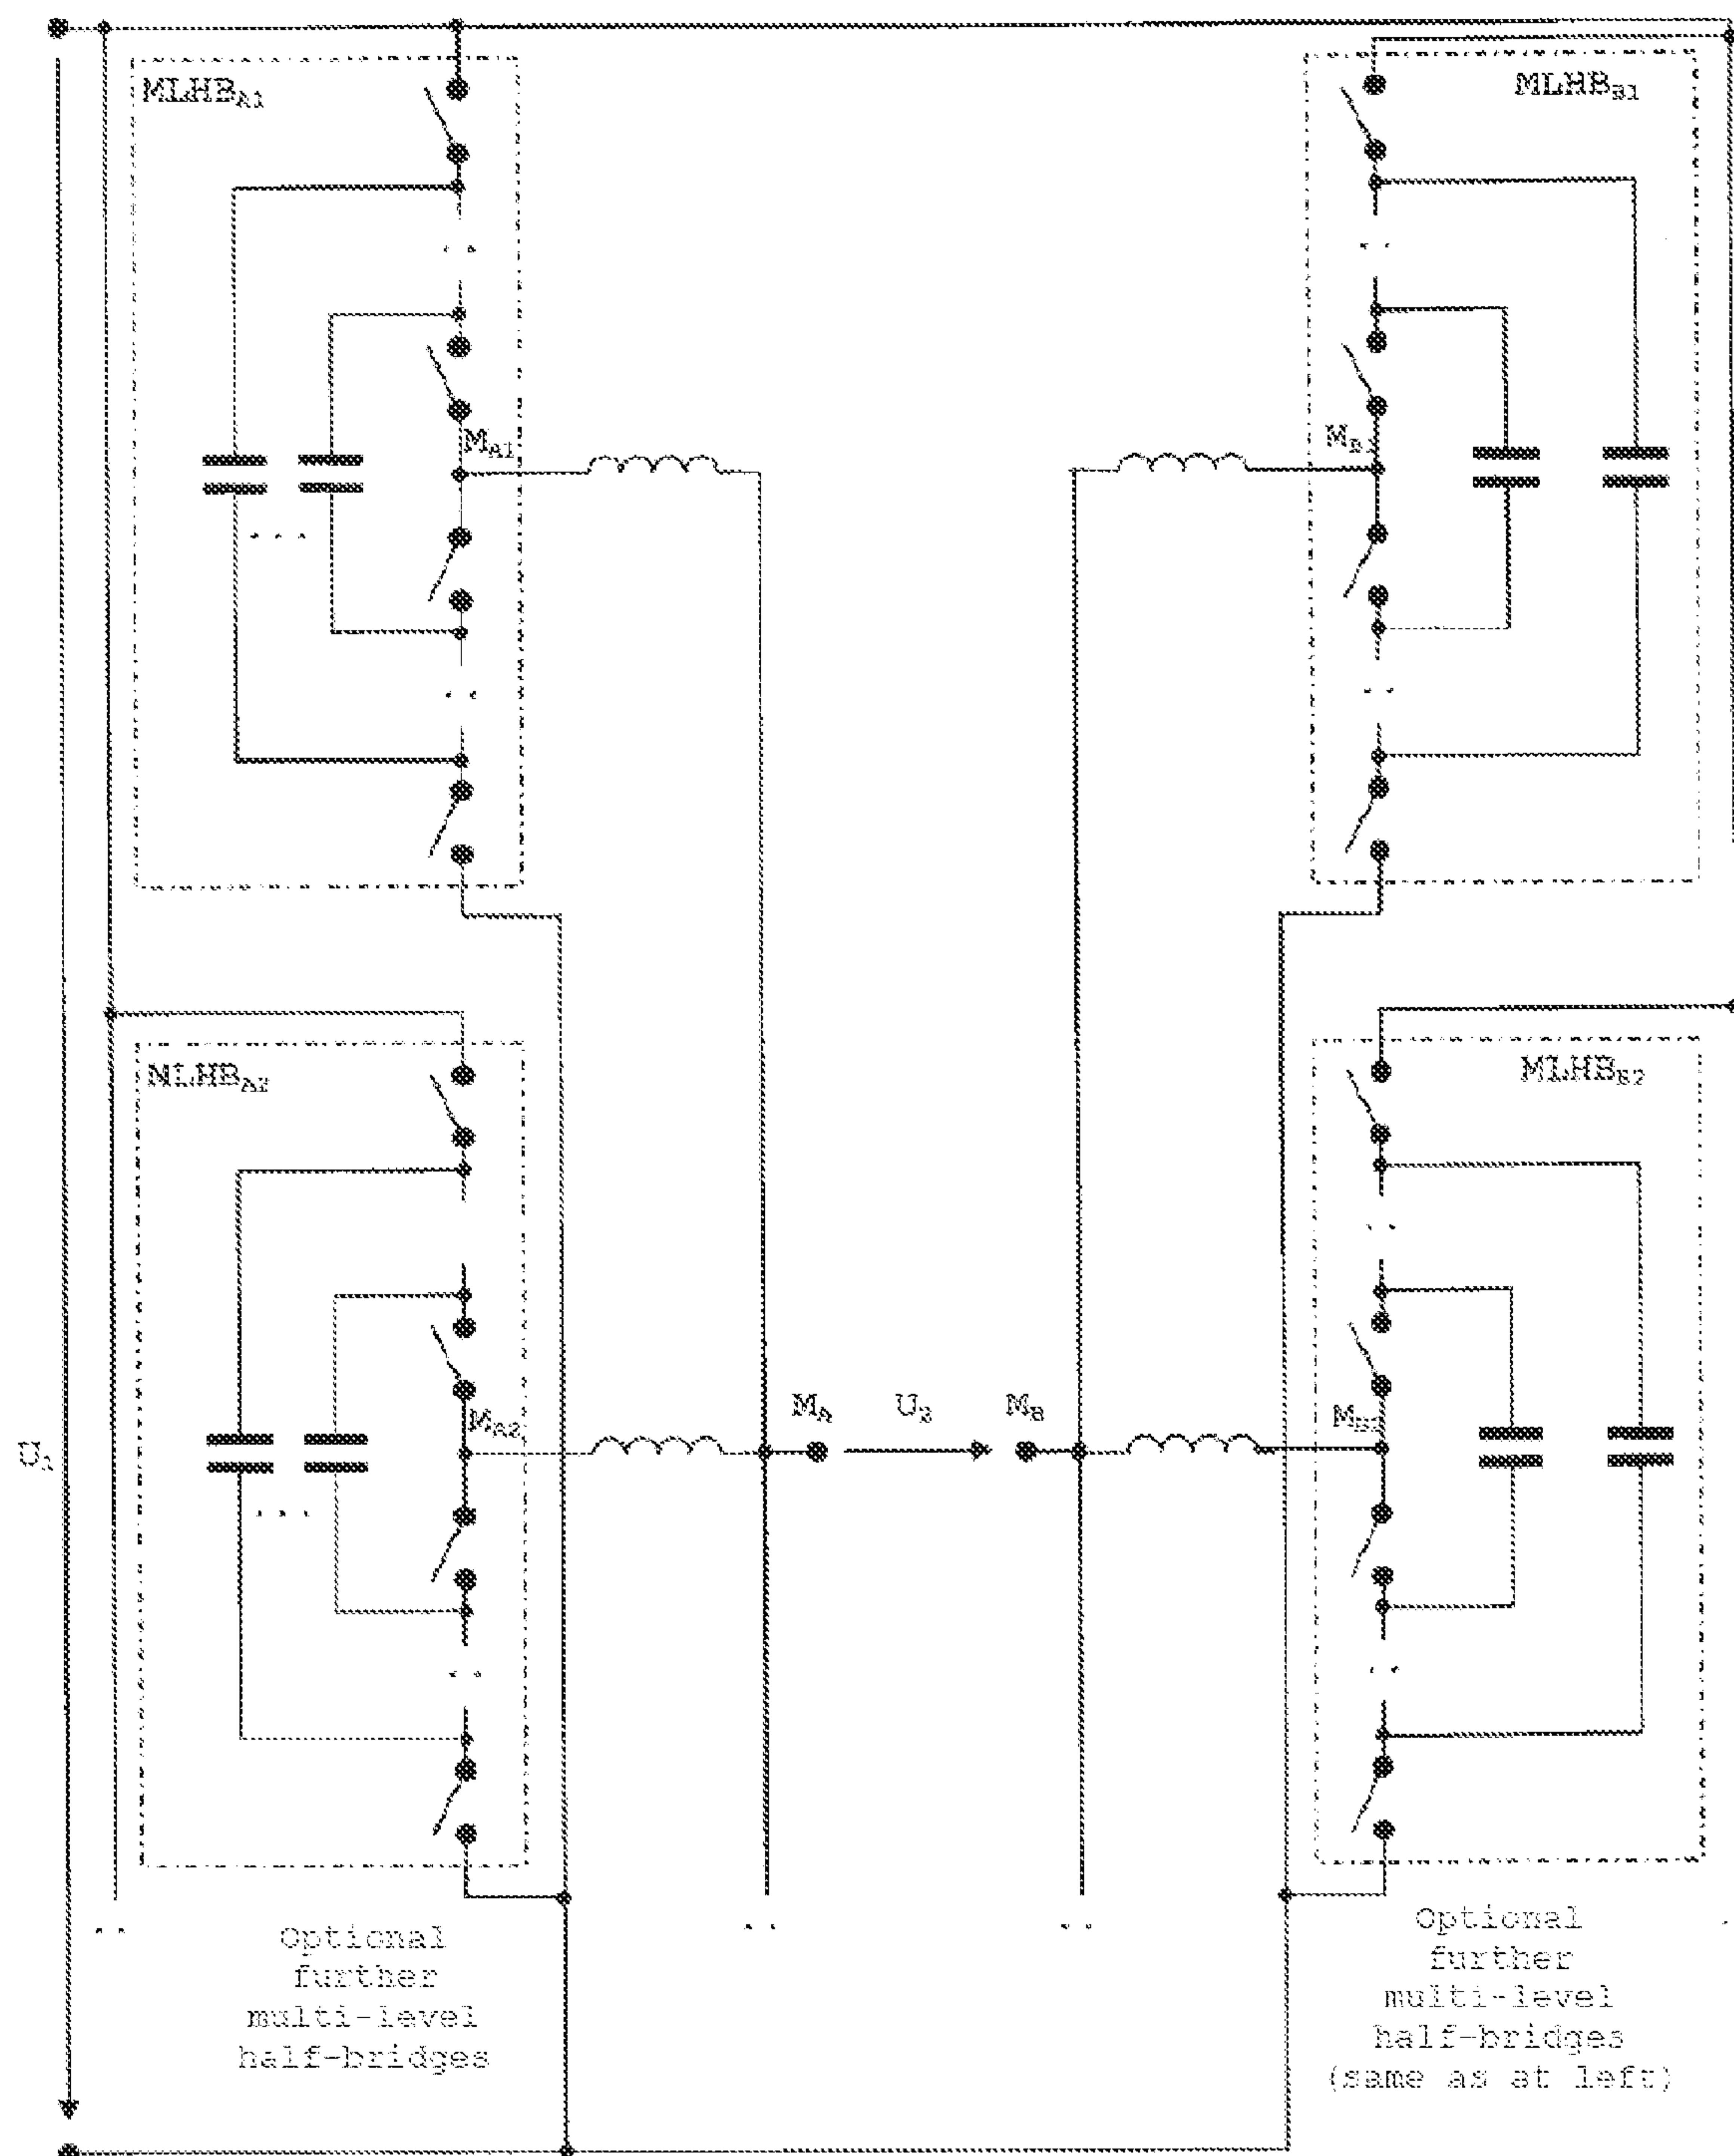 MLHB_A1
MLHB_B1
M_A1
M_B1
MLHB_A2
MLHB_B2
M_A2
M_A
U_2
M_B
M_B2
U_1
Optional
further
multi-level
half-bridges
Optional
further
multi-level
half-bridges
(same as at left)